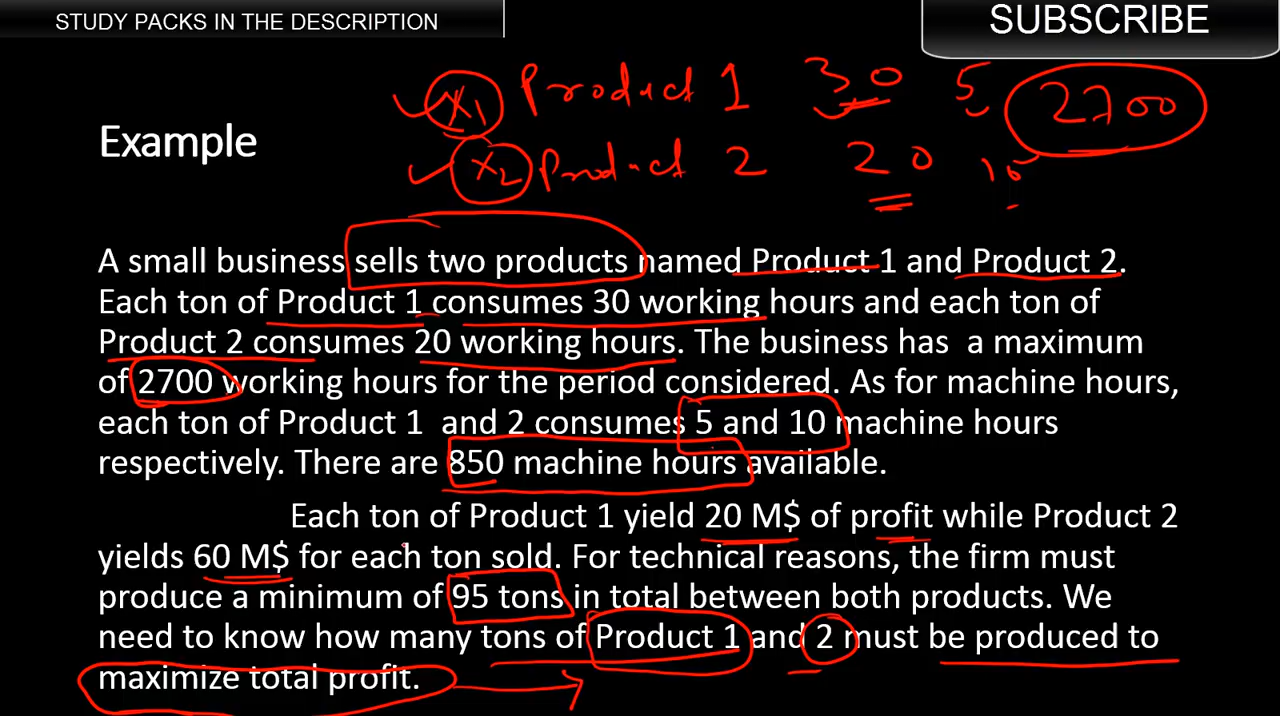 STUDY PACKS IN THE DESCRIPTION
SUBSCRIBE
X1 Product 1 30 5 2700
X2 Product 2 20 10
Example
A small business sells two products named Product 1 and Product 2.
Each ton of Product 1 consumes 30 working hours and each ton of
Product 2 consumes 20 working hours. The business has a maximum
of 2700 working hours for the period considered. As for machine hours,
each ton of Product 1 and 2 consumes 5 and 10 machine hours
respectively. There are 850 machine hours available.
Each ton of Product 1 yield 20 M$ of profit while Product 2
yields 60 M$ for each ton sold. For technical reasons, the firm must
produce a minimum of 95 tons in total between both products. We
need to know how many tons of Product 1 and 2 must be produced to
maximize total profit.